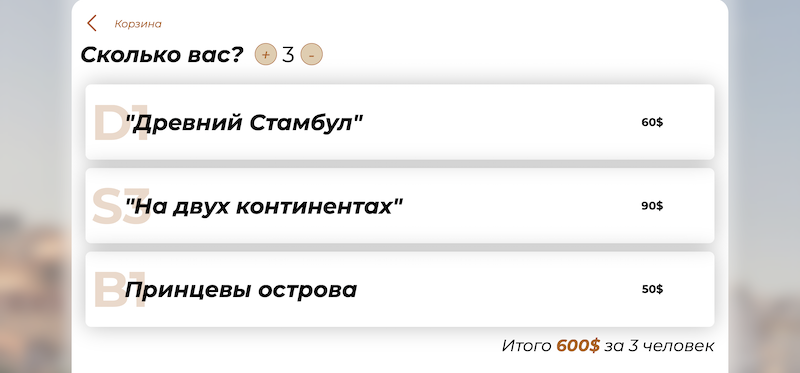 Корзина
Сколько вас? + 3 -
D1 "Древний Стамбул" 60$
S3 "На двух континентах" 90$
B1 Принцевы острова 50$
Итого 600$ за 3 человек